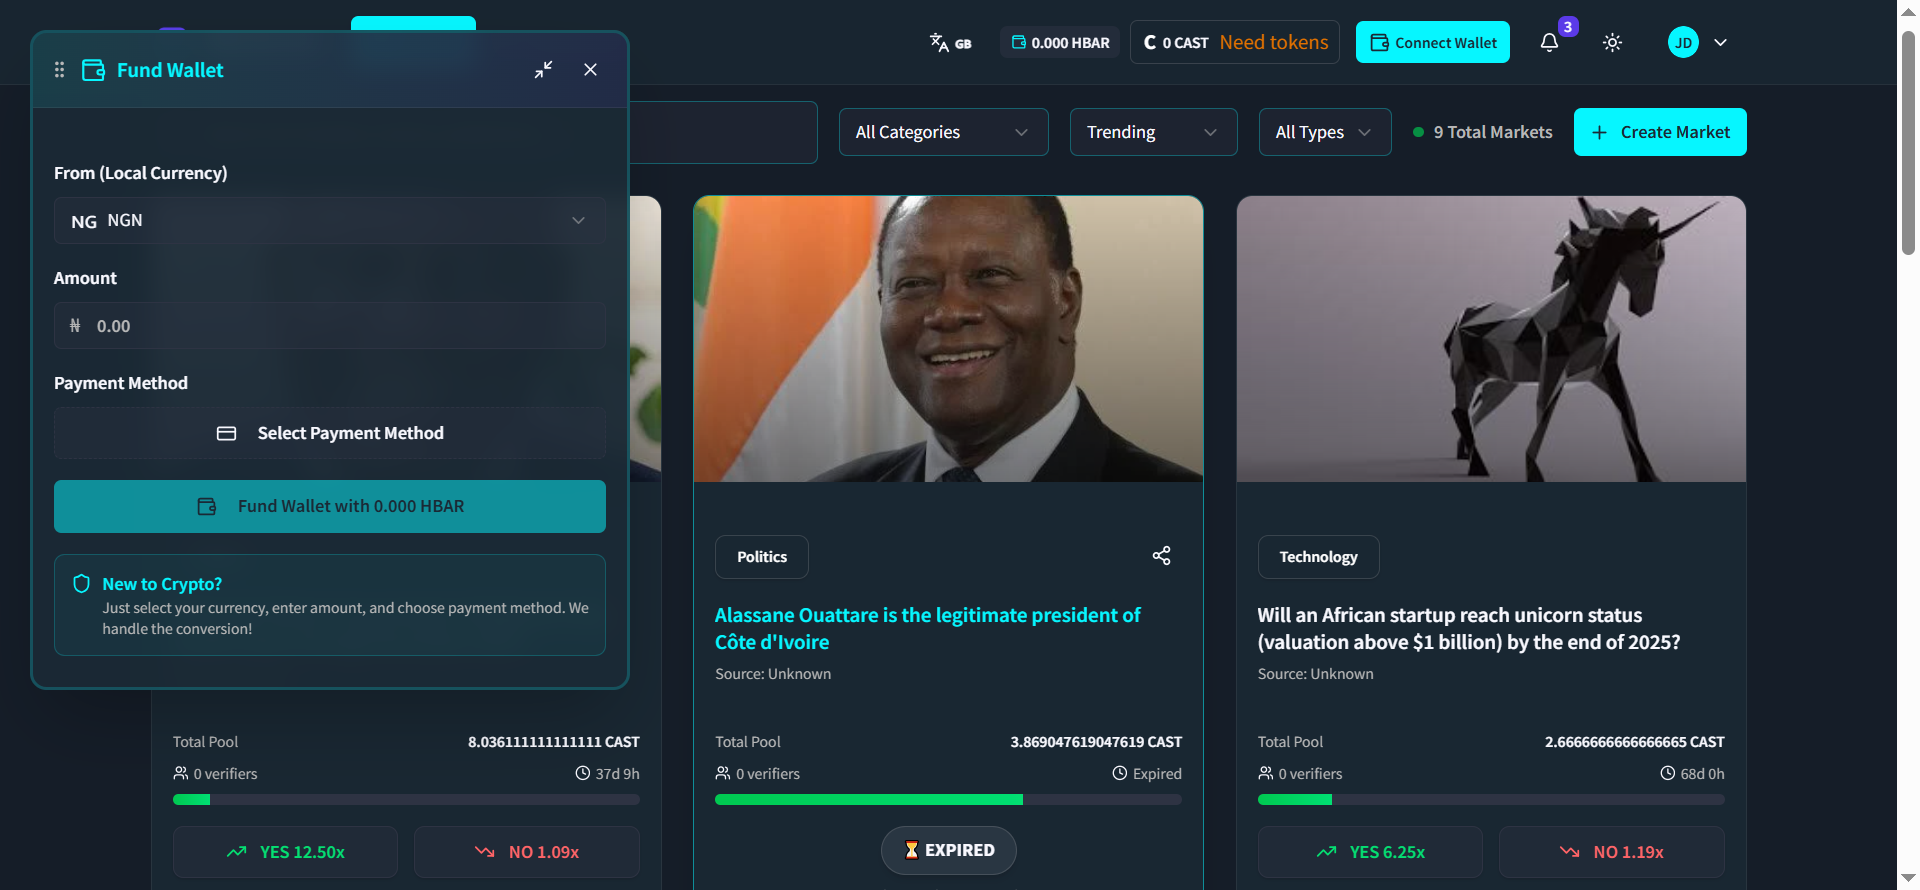 GB
0.000 HBAR
C 0 CAST Need tokens
Connect Wallet
3
JD
Fund Wallet
All Categories
Trending
All Types
9 Total Markets
+ Create Market
From (Local Currency)
NG NGN
Amount
₦ 0.00
Payment Method
Select Payment Method
Fund Wallet with 0.000 HBAR
New to Crypto?
Just select your currency, enter amount, and choose payment method. We
handle the conversion!
Total Pool 8.036111111111111 CAST
0 verifiers 37d 9h
YES 12.50x NO 1.09x
Politics
Alassane Ouattare is the legitimate president of
Côte d'Ivoire
Source: Unknown
Total Pool 3.869047619047619 CAST
0 verifiers Expired
⏳ EXPIRED
Technology
Will an African startup reach unicorn status
(valuation above $1 billion) by the end of 2025?
Source: Unknown
Total Pool 2.6666666666666665 CAST
0 verifiers 68d 0h
YES 6.25x NO 1.19x